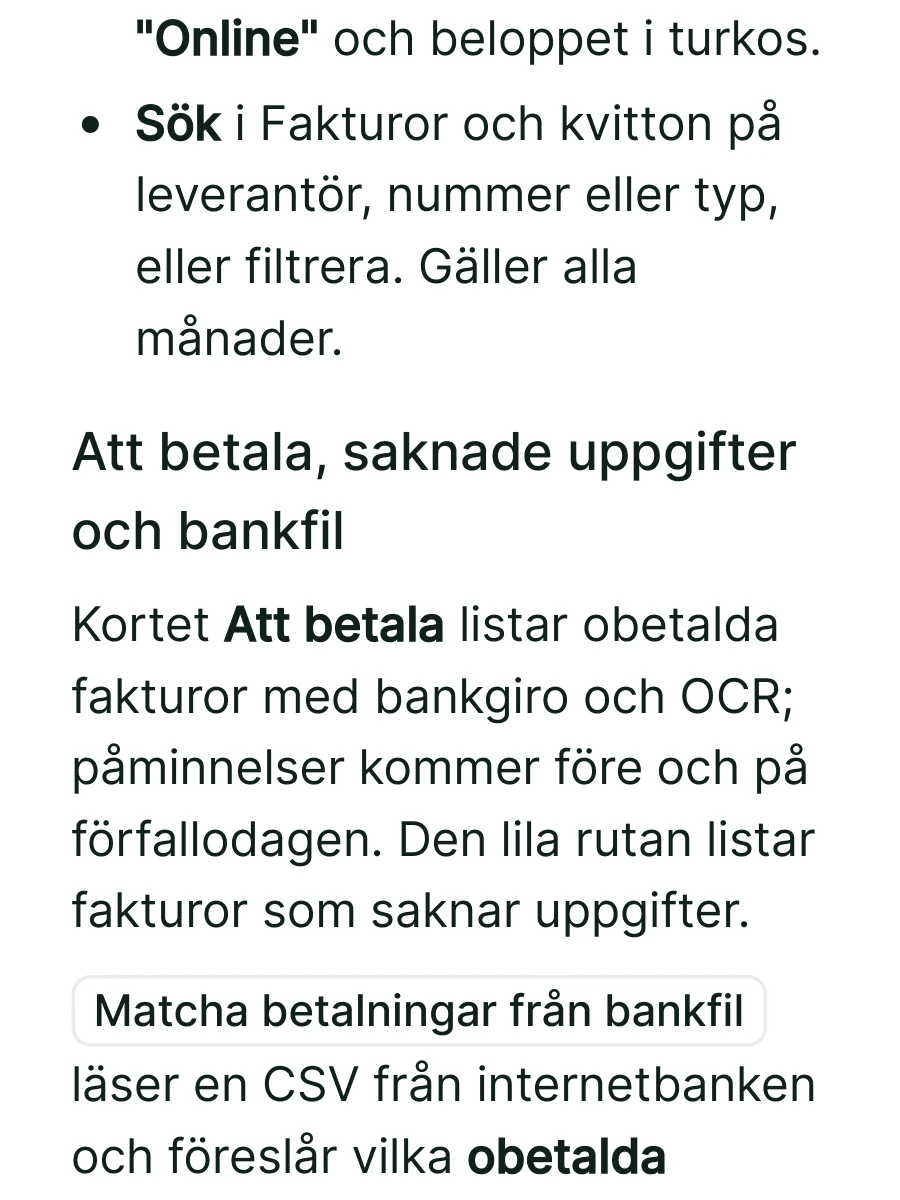 "Online" och beloppet i turkos.
• Sök i Fakturor och kvitton på
leverantör, nummer eller typ,
eller filtrera. Gäller alla
månader.
Att betala, saknade uppgifter
och bankfil
Kortet Att betala listar obetalda
fakturor med bankgiro och OCR;
påminnelser kommer före och på
förfallodagen. Den lila rutan listar
fakturor som saknar uppgifter.
Matcha betalningar från bankfil
läser en CSV från internetbanken
och föreslår vilka obetalda